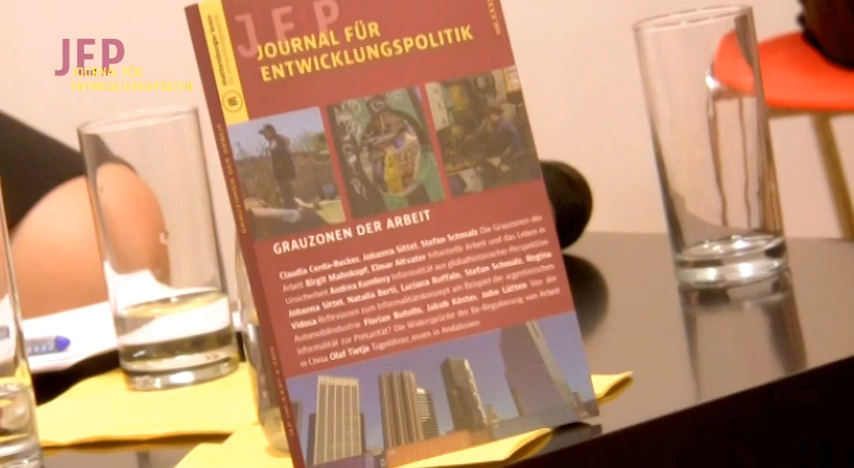 JEP
JOURNAL FÜR
ENTWICKLUNGSPOLITIK
JEP
JOURNAL FÜR
ENTWICKLUNGSPOLITIK
GRAUZONEN DER ARBEIT
Claudia Cerda-Becker, Johanna Sittel, Stefan Schmalz Die Grauzonen der
Arbeit Birgit Mahnkopf, Elmar Altvater Informelle Arbeit und das Leben in
Unsicherheit Andrea Komlosy Informalität aus globalhistorischer Perspektive
Johanna Sittel, Natalia Berti, Luciana Buffalo, Stefan Schmalz, Regina
Vidosa Reflexionen zum Informalitätskonzept am Beispiel der argentinischen
Automobilindustrie Florian Butollo, Jakob Köster, John Lütten Von der
Informalität zur Prekarität? Die Widersprüche der Re-Regulierung von Arbeit
in China Olaf Tietje Tagelöhner_innen in Andalusien